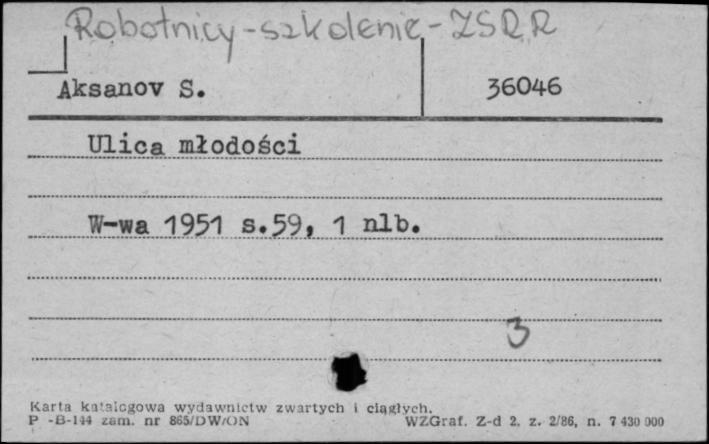 Robotnicy-szkolenie-ZSRR
Aksanov S.
36046
Ulica młodości
W-wa 1951 s.59, 1 nlb.
3
Karta katalogowa wydawnictw zwartych i ciągłych.
P -B-144 zam. nr 865/DW/ON
WZGraf. Z-d 2, z. 2/86, n. 7 430 000